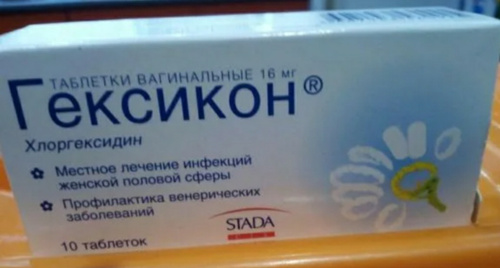 ТАБЛЕТКИ ВАГИНАЛЬНЫЕ 16 мг
Гексикон®
Хлоргексидин
Местное лечение инфекций
женской половой сферы
Профилактика венерических
заболеваний
STADA
10 таблеток